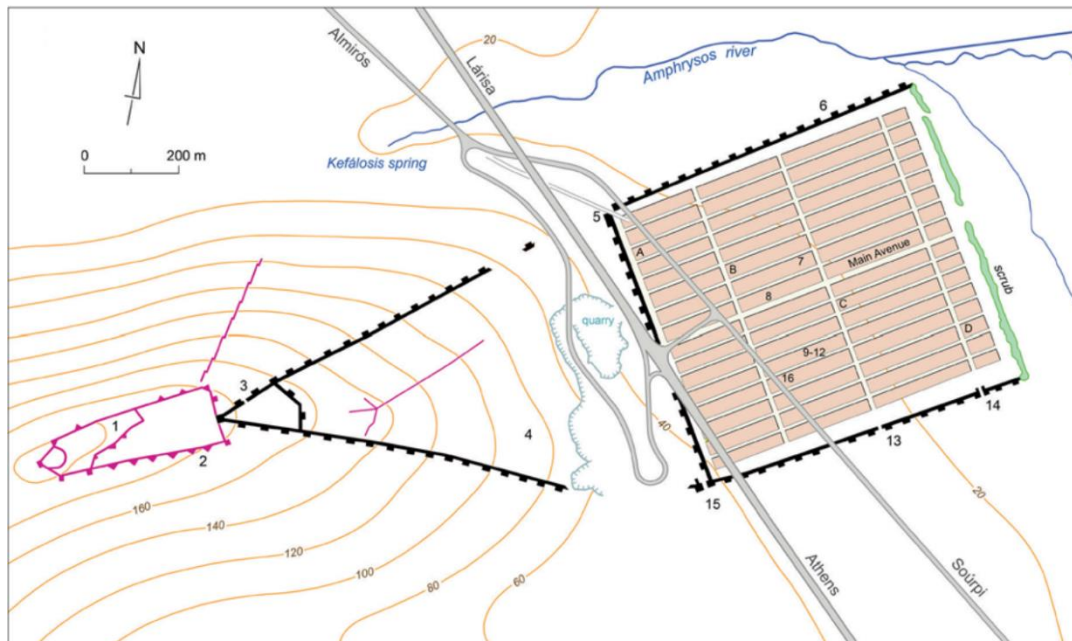 N
0 200 m
Almirós
Lárisa
20
Amphrysos river
Kefálosis spring
6
5
A
B
7
Main Avenue
8
C
scrub
quarry
9-12
D
16
3
1
2
4
40
14
13
15
20
160
140
120
100
80
60
Athens
Soúrpi